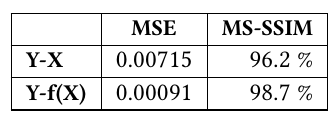 MSE MS-SSIM
Y-X 0.00715 96.2 %
Y-f(X) 0.00091 98.7 %